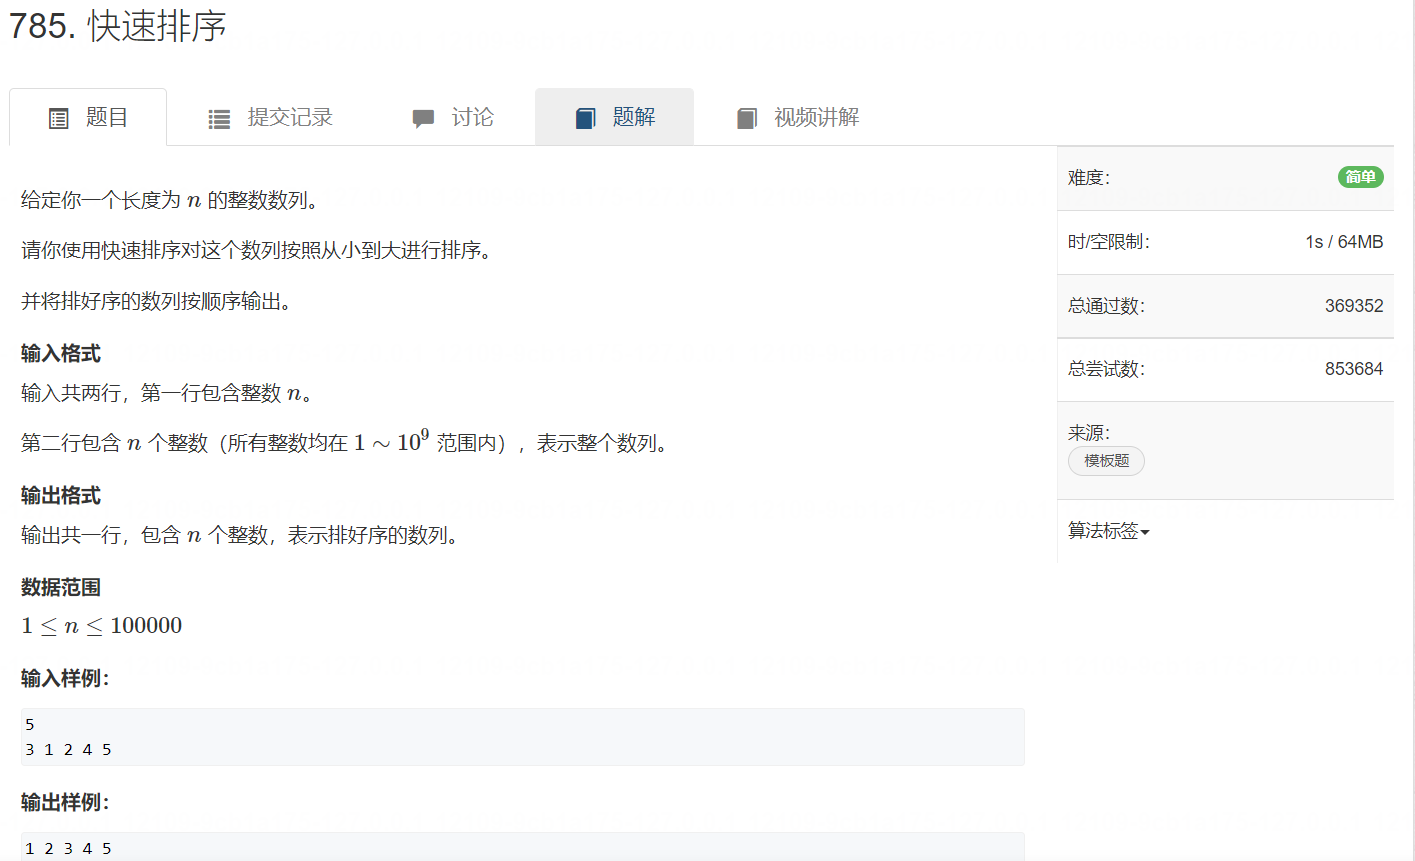 785. 快速排序
题目 提交记录 讨论 题解 视频讲解
给定你一个长度为 n 的整数数列。
请你使用快速排序对这个数列按照从小到大进行排序。
并将排好序的数列按顺序输出。
输入格式
输入共两行，第一行包含整数 n。
第二行包含 n 个整数（所有整数均在 1 ∼ 10⁹ 范围内），表示整个数列。
输出格式
输出共一行，包含 n 个整数，表示排好序的数列。
数据范围
1 ≤ n ≤ 100000
输入样例：
5
3 1 2 4 5
输出样例：
1 2 3 4 5
难度： 简单
时/空限制： 1s / 64MB
总通过数： 369352
总尝试数： 853684
来源：
模板题
算法标签